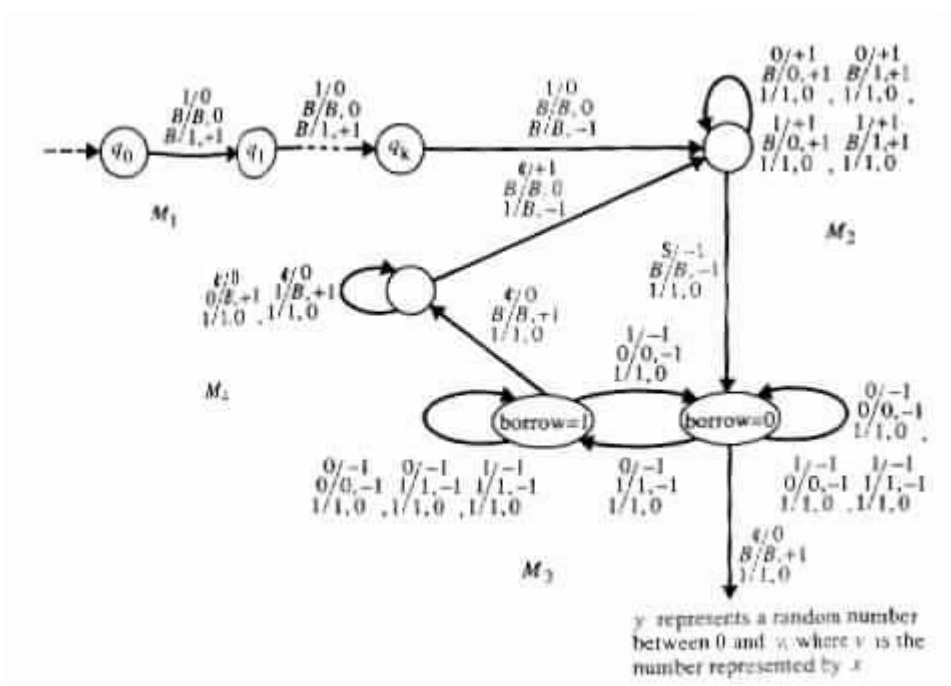 1/0
B/B, 0
B/1, +1
1/0
B/B, 0
B/1, +1
1/0
B/B, 0
B/B, -1
0/+1 0/+1
B/0, +1 B/1, +1
1/1, 0 , 1/1, 0 ,
1/+1 1/+1
B/0, +1 B/1, +1
1/1, 0 , 1/1, 0
q0 q1 qk
M1
M2
¢/+1
B/B, 0
1/B, -1
$/-1
B/B, -1
1/1, 0
¢/0 ¢/0
0/B, +1 1/B, +1
1/1, 0 , 1/1, 0
¢/0
B/B, +1
1/1, 0
1/-1
0/0, -1
1/1, 0
borrow=1 borrow=0
0/-1
0/0, -1
1/1, 0 ,
0/-1 0/-1 1/-1
0/0, -1 1/1, -1 1/1, -1
1/1, 0 , 1/1, 0 , 1/1, 0
0/-1
1/1, -1
1/1, 0
1/-1 1/-1
0/0, -1 1/1, -1
1/1, 0 , 1/1, 0
M3
¢/0
B/B, +1
1/1, 0
y represents a random number
between 0 and v, where v is the
number represented by x